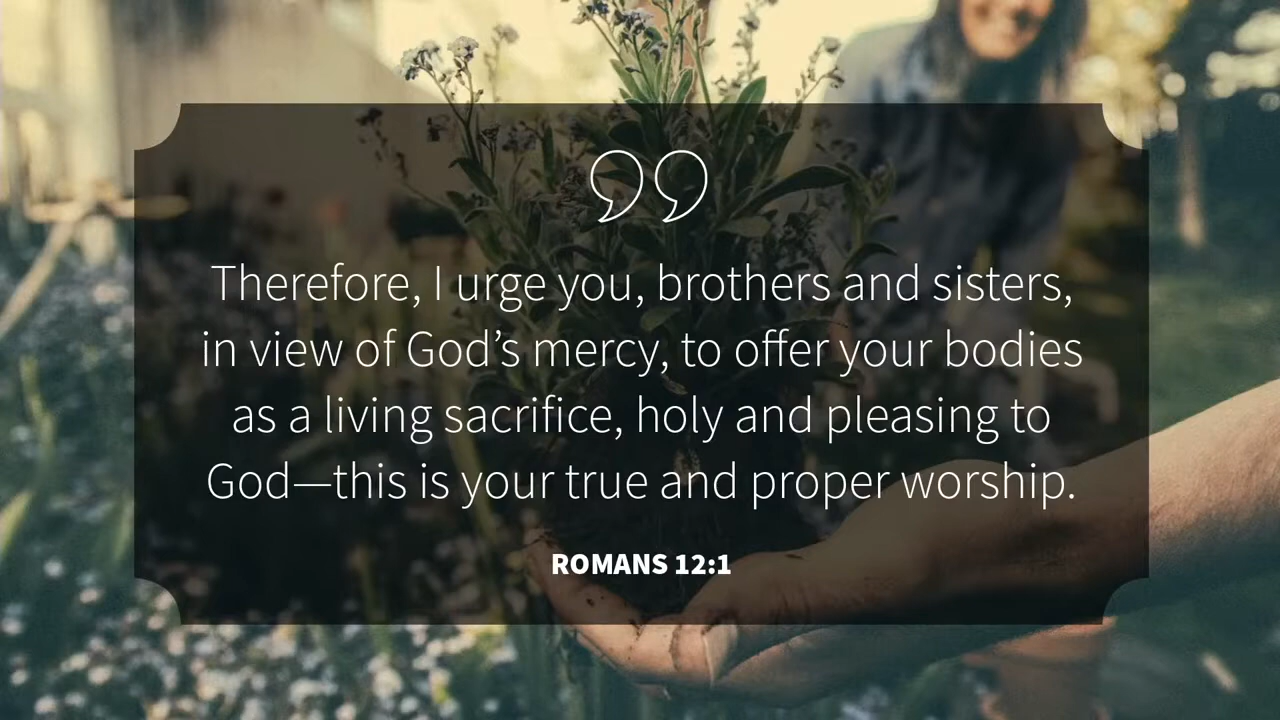 Therefore, I urge you, brothers and sisters,
in view of God’s mercy, to offer your bodies
as a living sacrifice, holy and pleasing to
God—this is your true and proper worship.
ROMANS 12:1